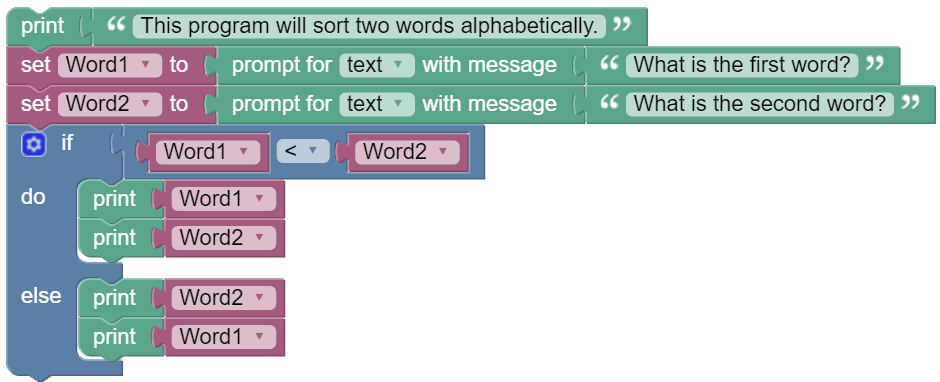 print “ This program will sort two words alphabetically. ”
set Word1 to prompt for text with message “ What is the first word? ”
set Word2 to prompt for text with message “ What is the second word? ”
if Word1 < Word2
do print Word1
print Word2
else print Word2
print Word1